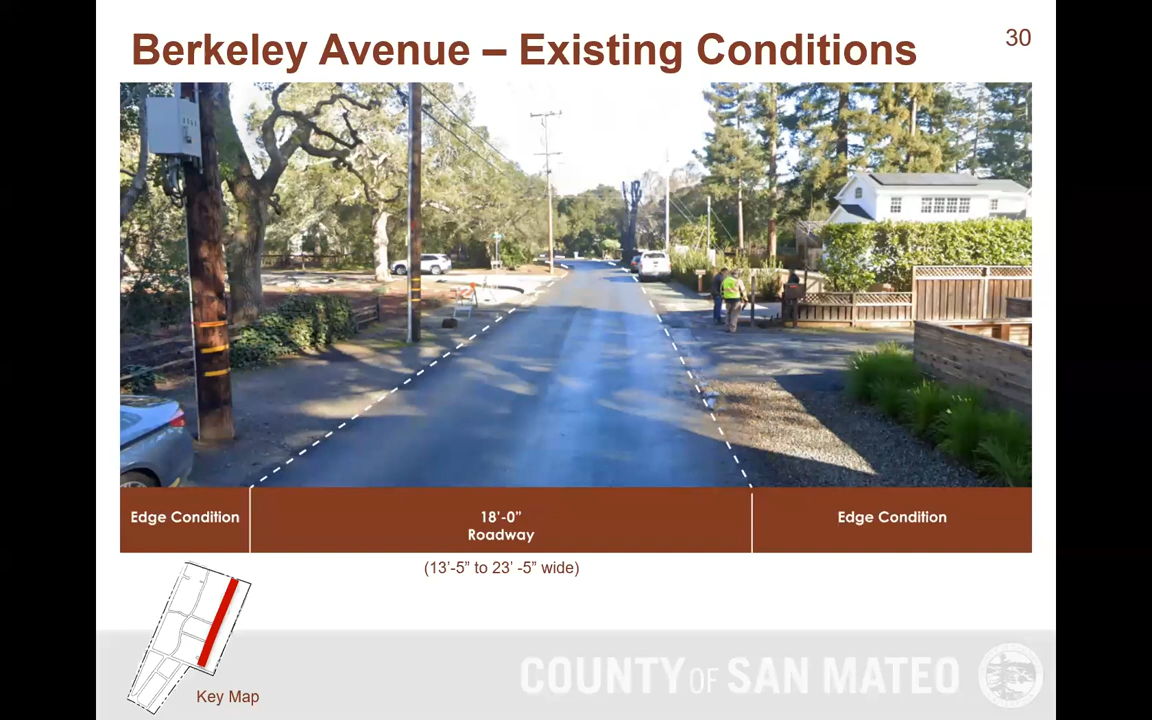 Berkeley Avenue – Existing Conditions
30
Edge Condition
18'-0”
Roadway
Edge Condition
(13’-5” to 23’ -5” wide)
Key Map
COUNTY OF SAN MATEO